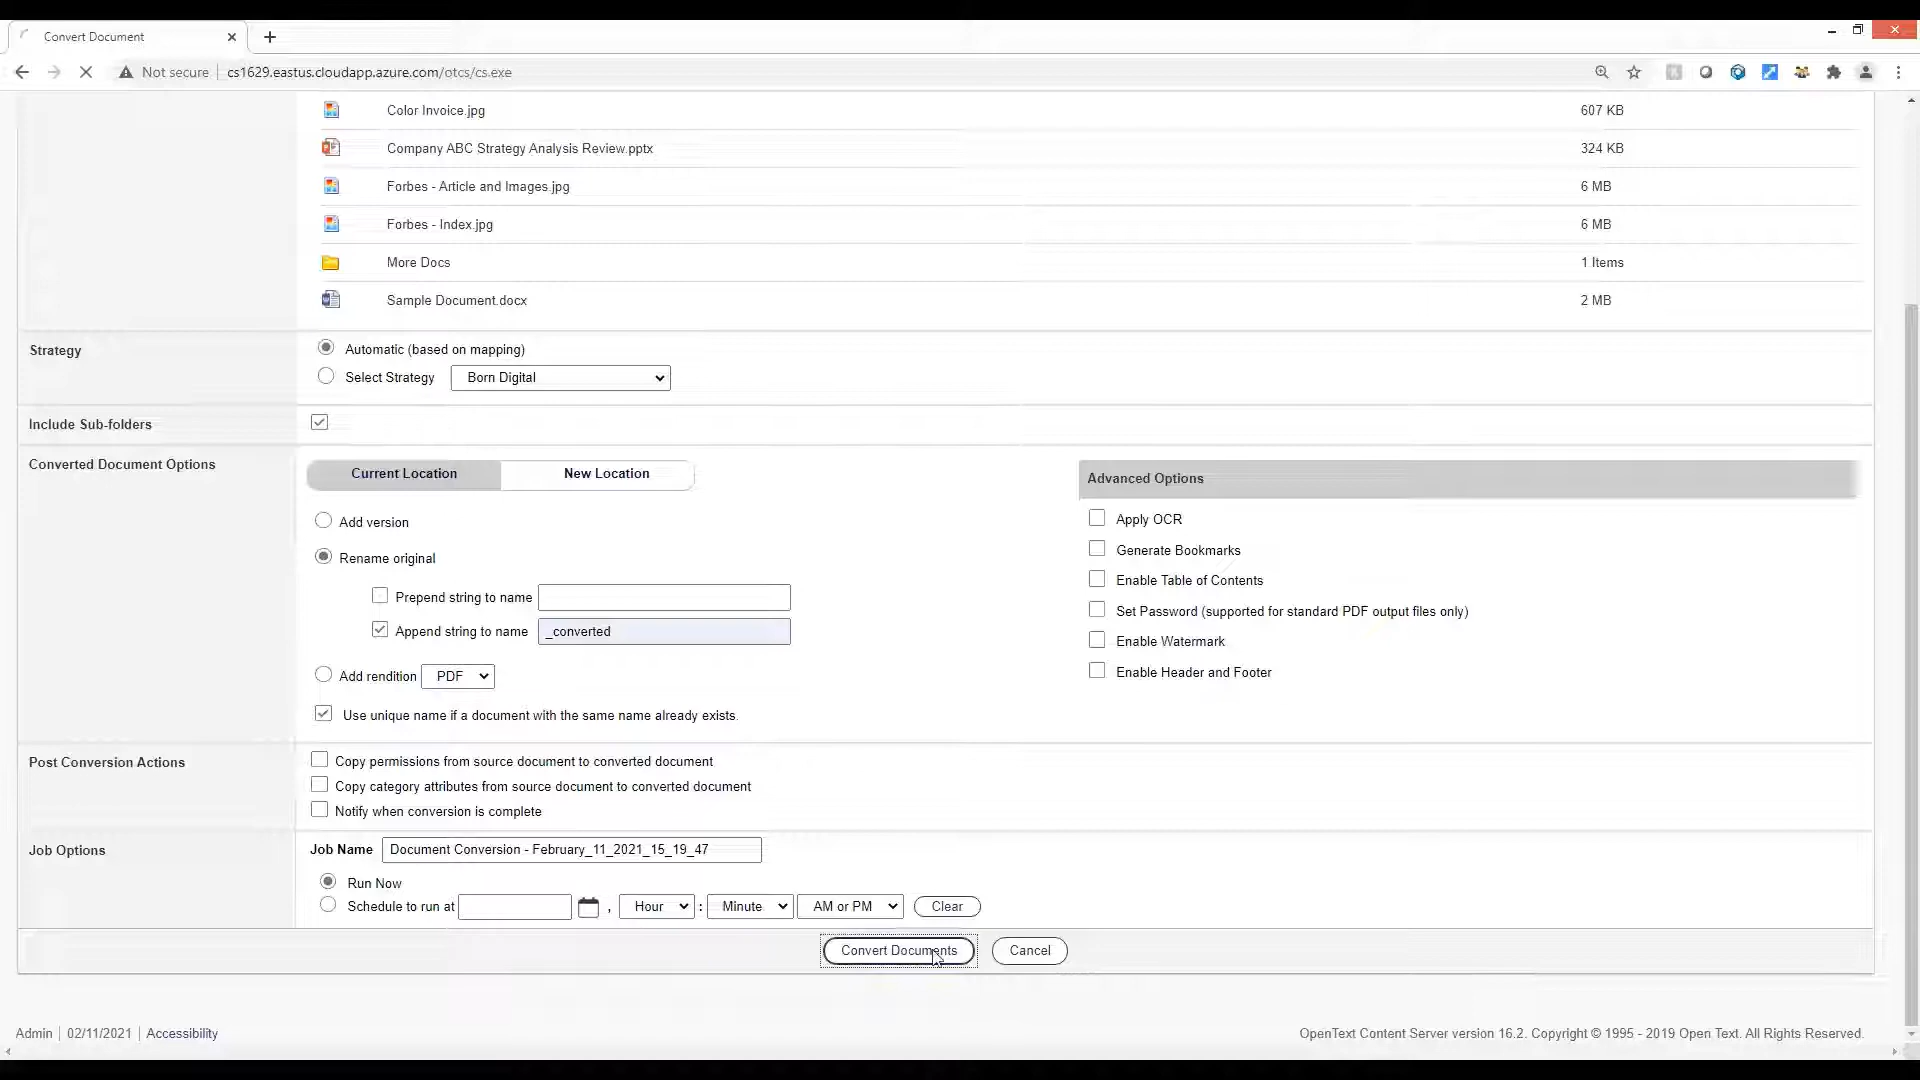 Convert Document
Not secure cs1629.eastus.cloudapp.azure.com/otcs/cs.exe
Color Invoice.jpg 607 KB
Company ABC Strategy Analysis Review.pptx 324 KB
Forbes - Article and Images.jpg 6 MB
Forbes - Index.jpg 6 MB
More Docs 1 Items
Sample Document.docx 2 MB
Strategy Automatic (based on mapping)
Select Strategy Born Digital
Include Sub-folders
Converted Document Options Current Location New Location Advanced Options
Add version Apply OCR
Rename original Generate Bookmarks
Enable Table of Contents
Prepend string to name Set Password (supported for standard PDF output files only)
Append string to name _converted Enable Watermark
Add rendition PDF Enable Header and Footer
Use unique name if a document with the same name already exists.
Post Conversion Actions Copy permissions from source document to converted document
Copy category attributes from source document to converted document
Notify when conversion is complete
Job Options Job Name Document Conversion - February_11_2021_15_19_47
Run Now
Schedule to run at , Hour : Minute AM or PM Clear
Convert Documents Cancel
Admin | 02/11/2021 | Accessibility OpenText Content Server version 16.2. Copyright © 1995 - 2019 Open Text. All Rights Reserved.